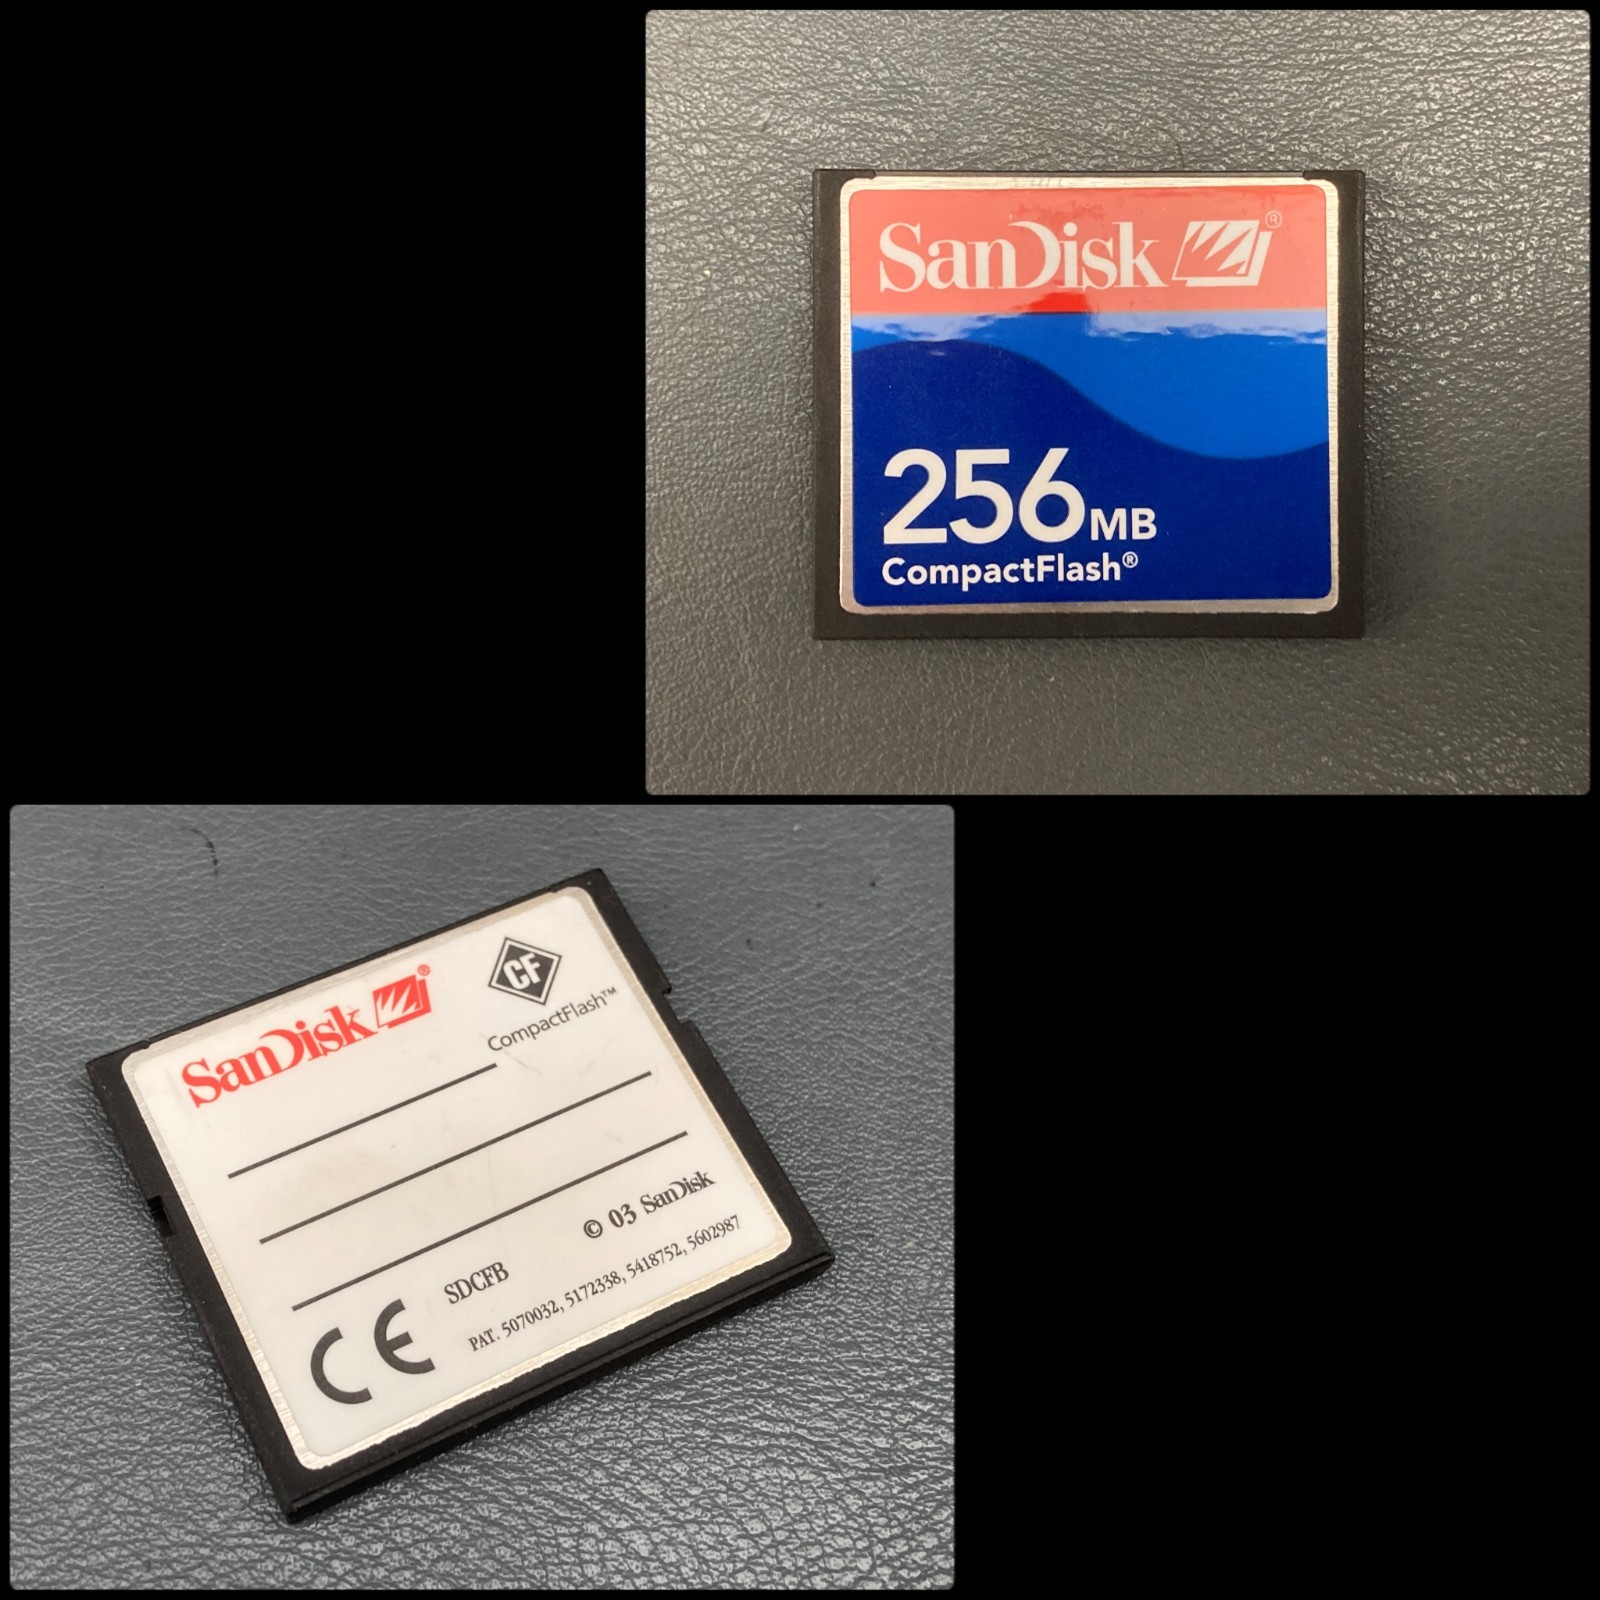 SanDisk ®
256MB
CompactFlash®
SanDisk ®
CF
CompactFlash™
© 03 SanDisk
SDCFB
PAT. 5070032, 5172338, 5418752, 5602987
CE